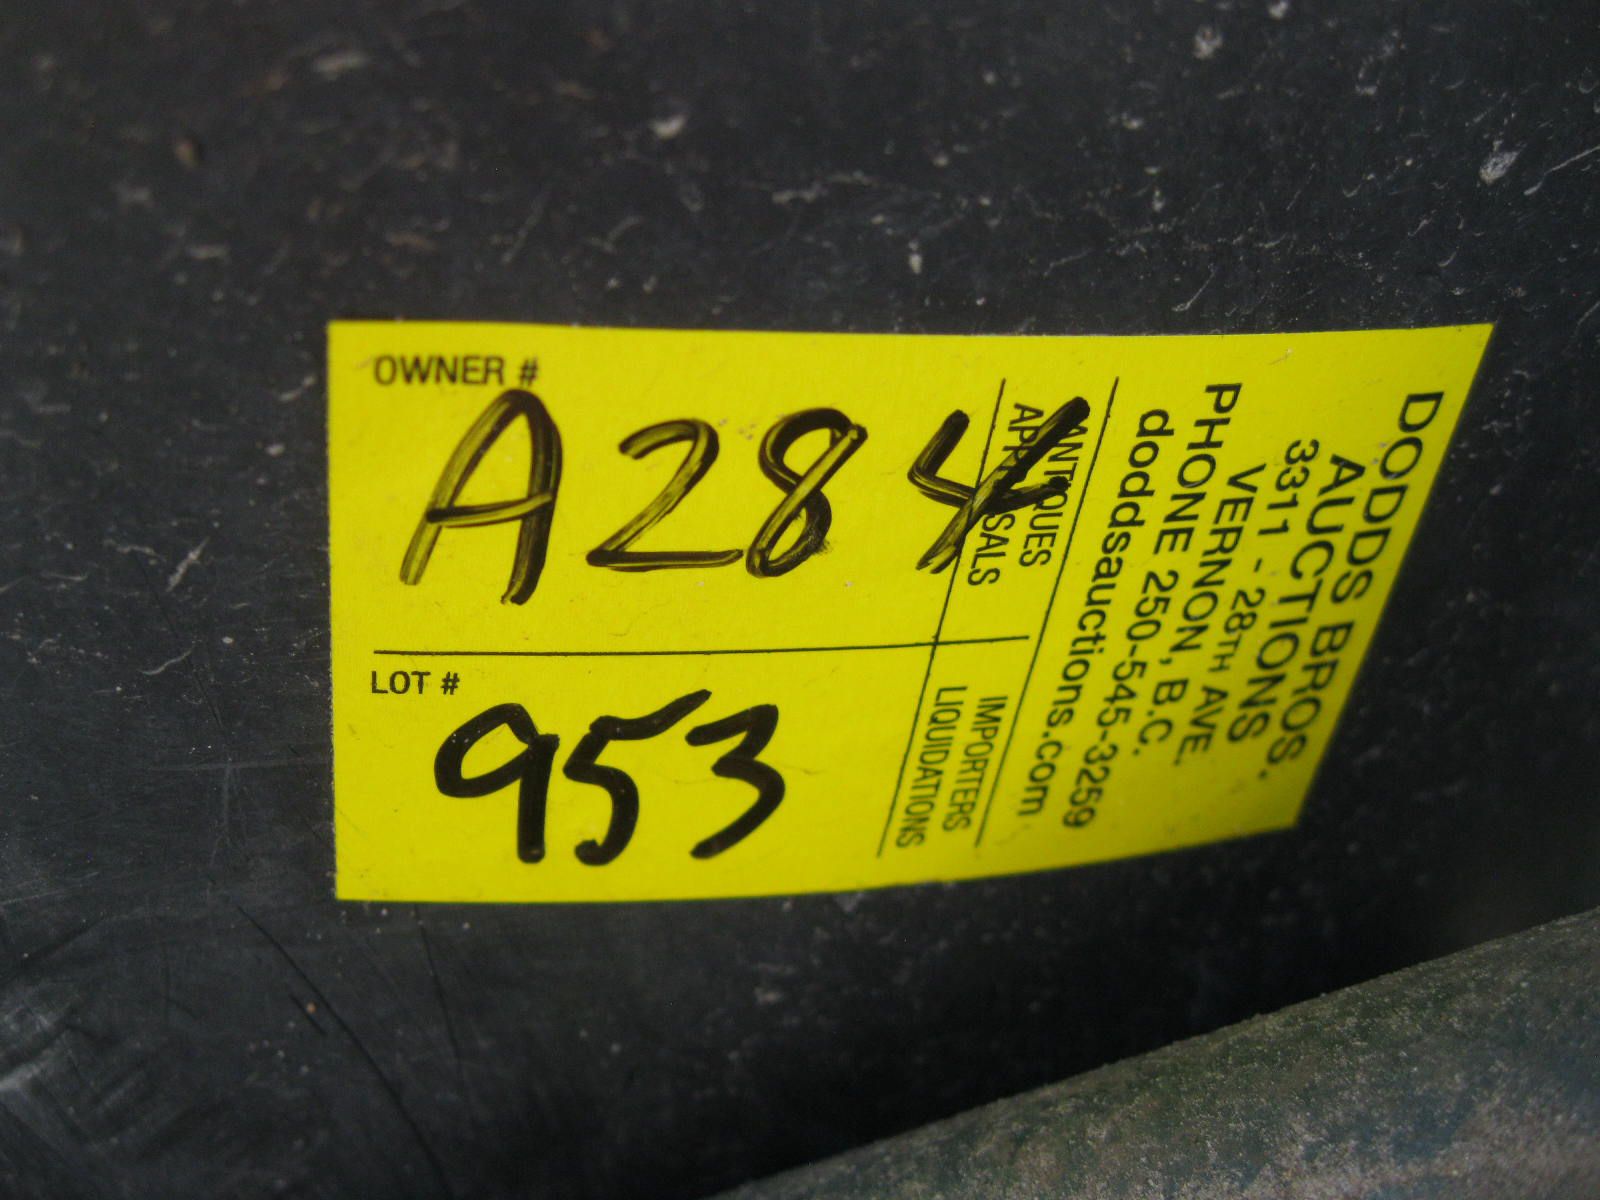 OWNER #
A284
LOT #
953
DODDS BROS.
AUCTIONS
3311 - 28TH AVE.
VERNON, B.C.
PHONE 250-545-3259
doddsauctions.com
ANTIQUES
APPRAISALS
IMPORTERS
LIQUIDATIONS